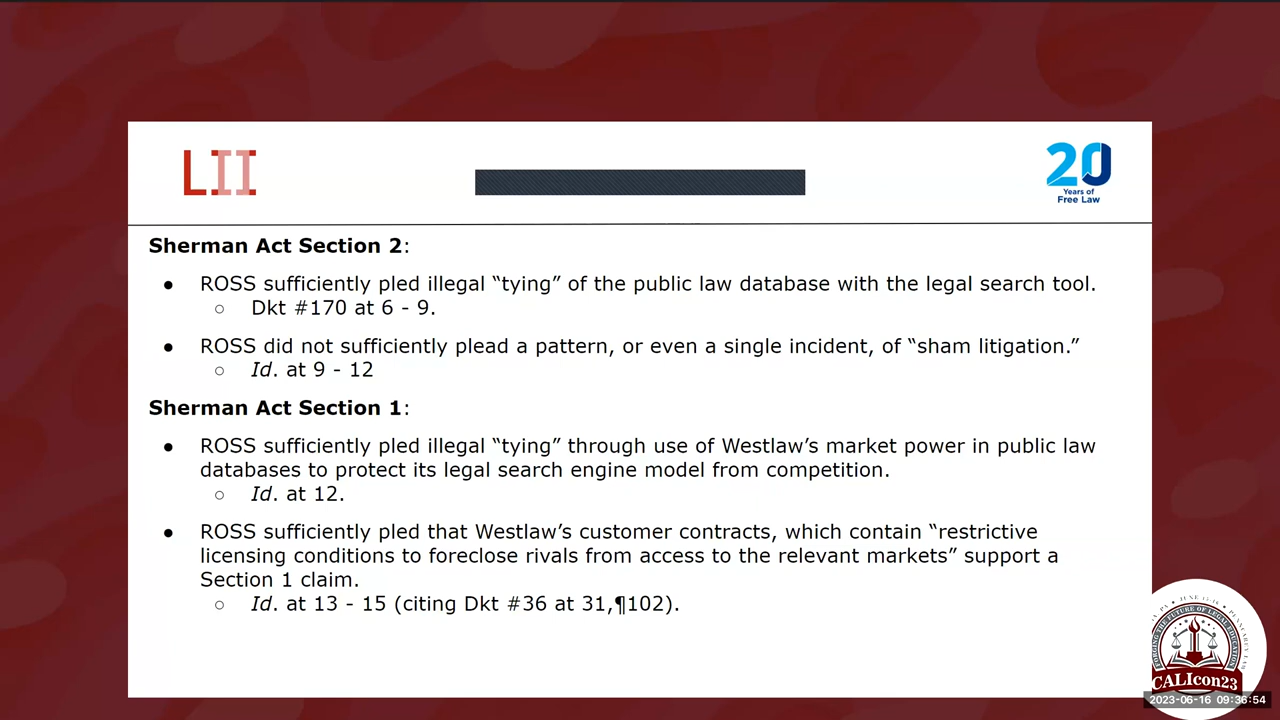 LII
20
Years of
Free Law
Sherman Act Section 2:
● ROSS sufficiently pled illegal “tying” of the public law database with the legal search tool.
○ Dkt #170 at 6 - 9.
● ROSS did not sufficiently plead a pattern, or even a single incident, of “sham litigation.”
○ Id. at 9 - 12
Sherman Act Section 1:
● ROSS sufficiently pled illegal “tying” through use of Westlaw’s market power in public law
databases to protect its legal search engine model from competition.
○ Id. at 12.
● ROSS sufficiently pled that Westlaw’s customer contracts, which contain “restrictive
licensing conditions to foreclose rivals from access to the relevant markets” support a
Section 1 claim.
○ Id. at 13 - 15 (citing Dkt #36 at 31,¶102).
FORGING THE FUTURE OF LEGAL EDUCATION
CALIcon23
2023-06-16 09:36:54